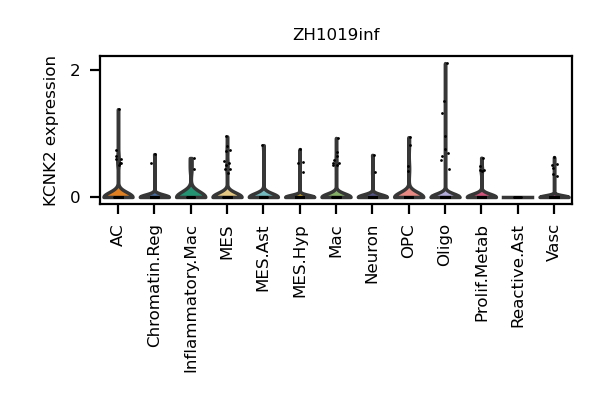 ZH1019inf
KCNK2 expression
2
0
AC
Chromatin.Reg
Inflammatory.Mac
MES
MES.Ast
MES.Hyp
Mac
Neuron
OPC
Oligo
Prolif.Metab
Reactive.Ast
Vasc